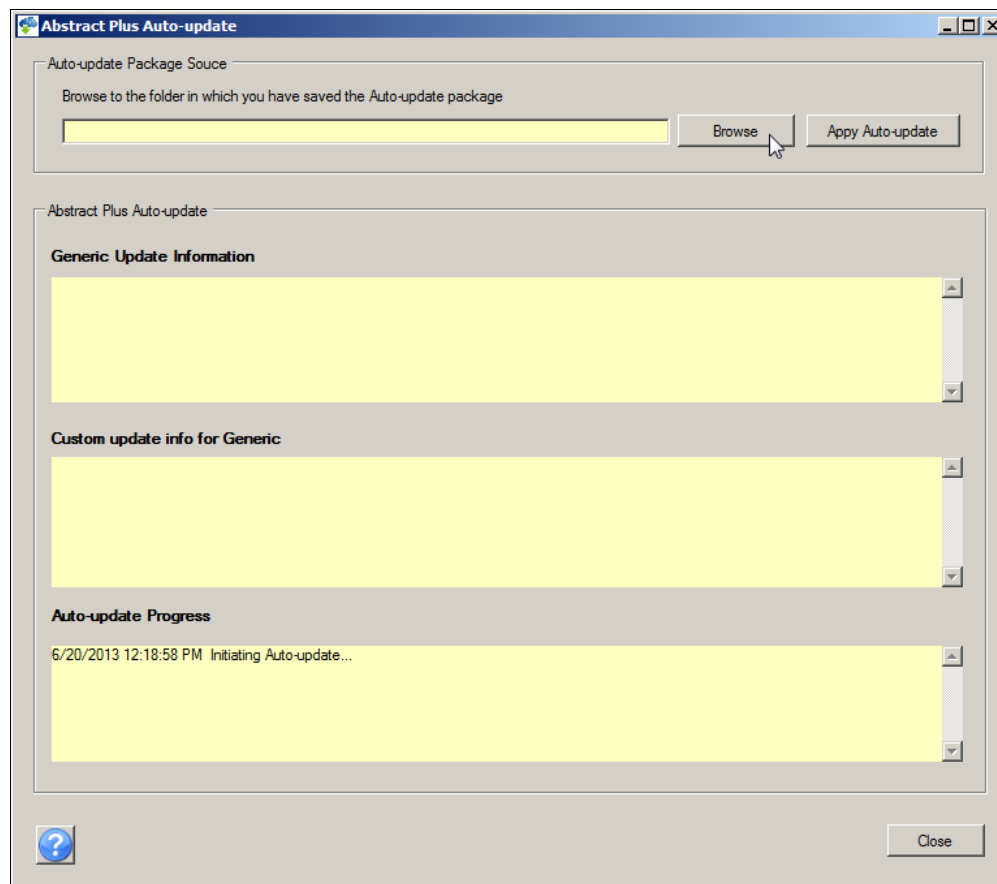 Abstract Plus Auto-update
Auto-update Package Souce
Browse to the folder in which you have saved the Auto-update package
Browse
Appy Auto-update
Abstract Plus Auto-update
Generic Update Information
Custom update info for Generic
Auto-update Progress
6/20/2013 12:18:58 PM Initiating Auto-update...
?
Close